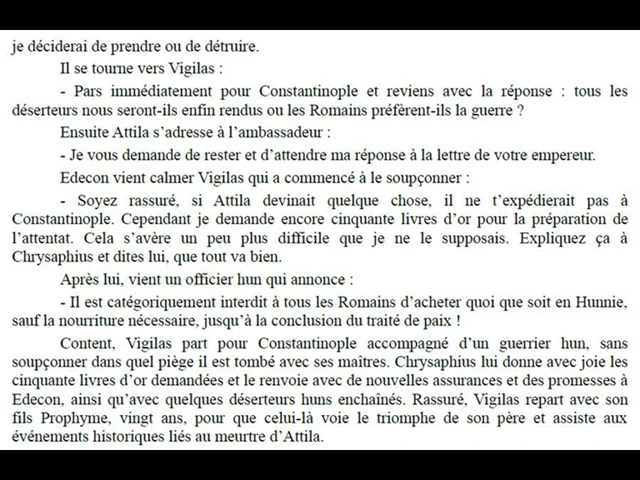 je déciderai de prendre ou de détruire.
Il se tourne vers Vigilas :
- Pars immédiatement pour Constantinople et reviens avec la réponse : tous les
déserteurs nous seront-ils enfin rendus ou les Romains préfèrent-ils la guerre ?
Ensuite Attila s’adresse à l’ambassadeur :
- Je vous demande de rester et d’attendre ma réponse à la lettre de votre empereur.
Edecon vient calmer Vigilas qui a commencé à le soupçonner :
- Soyez rassuré, si Attila devinait quelque chose, il ne t’expédierait pas à
Constantinople. Cependant je demande encore cinquante livres d’or pour la préparation de
l’attentat. Cela s’avère un peu plus difficile que je ne le supposais. Expliquez ça à
Chrysaphius et dites lui, que tout va bien.
Après lui, vient un officier hun qui annonce :
- Il est catégoriquement interdit à tous les Romains d’acheter quoi que soit en Hunnie,
sauf la nourriture nécessaire, jusqu’à la conclusion du traité de paix !
Content, Vigilas part pour Constantinople accompagné d’un guerrier hun, sans
soupçonner dans quel piège il est tombé avec ses maîtres. Chrysaphius lui donne avec joie les
cinquante livres d’or demandées et le renvoie avec de nouvelles assurances et des promesses à
Edecon, ainsi qu’avec quelques déserteurs huns enchaînés. Rassuré, Vigilas repart avec son
fils Prophyme, vingt ans, pour que celui-là voie le triomphe de son père et assiste aux
événements historiques liés au meurtre d’Attila.